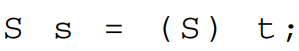 S s = (S) t;